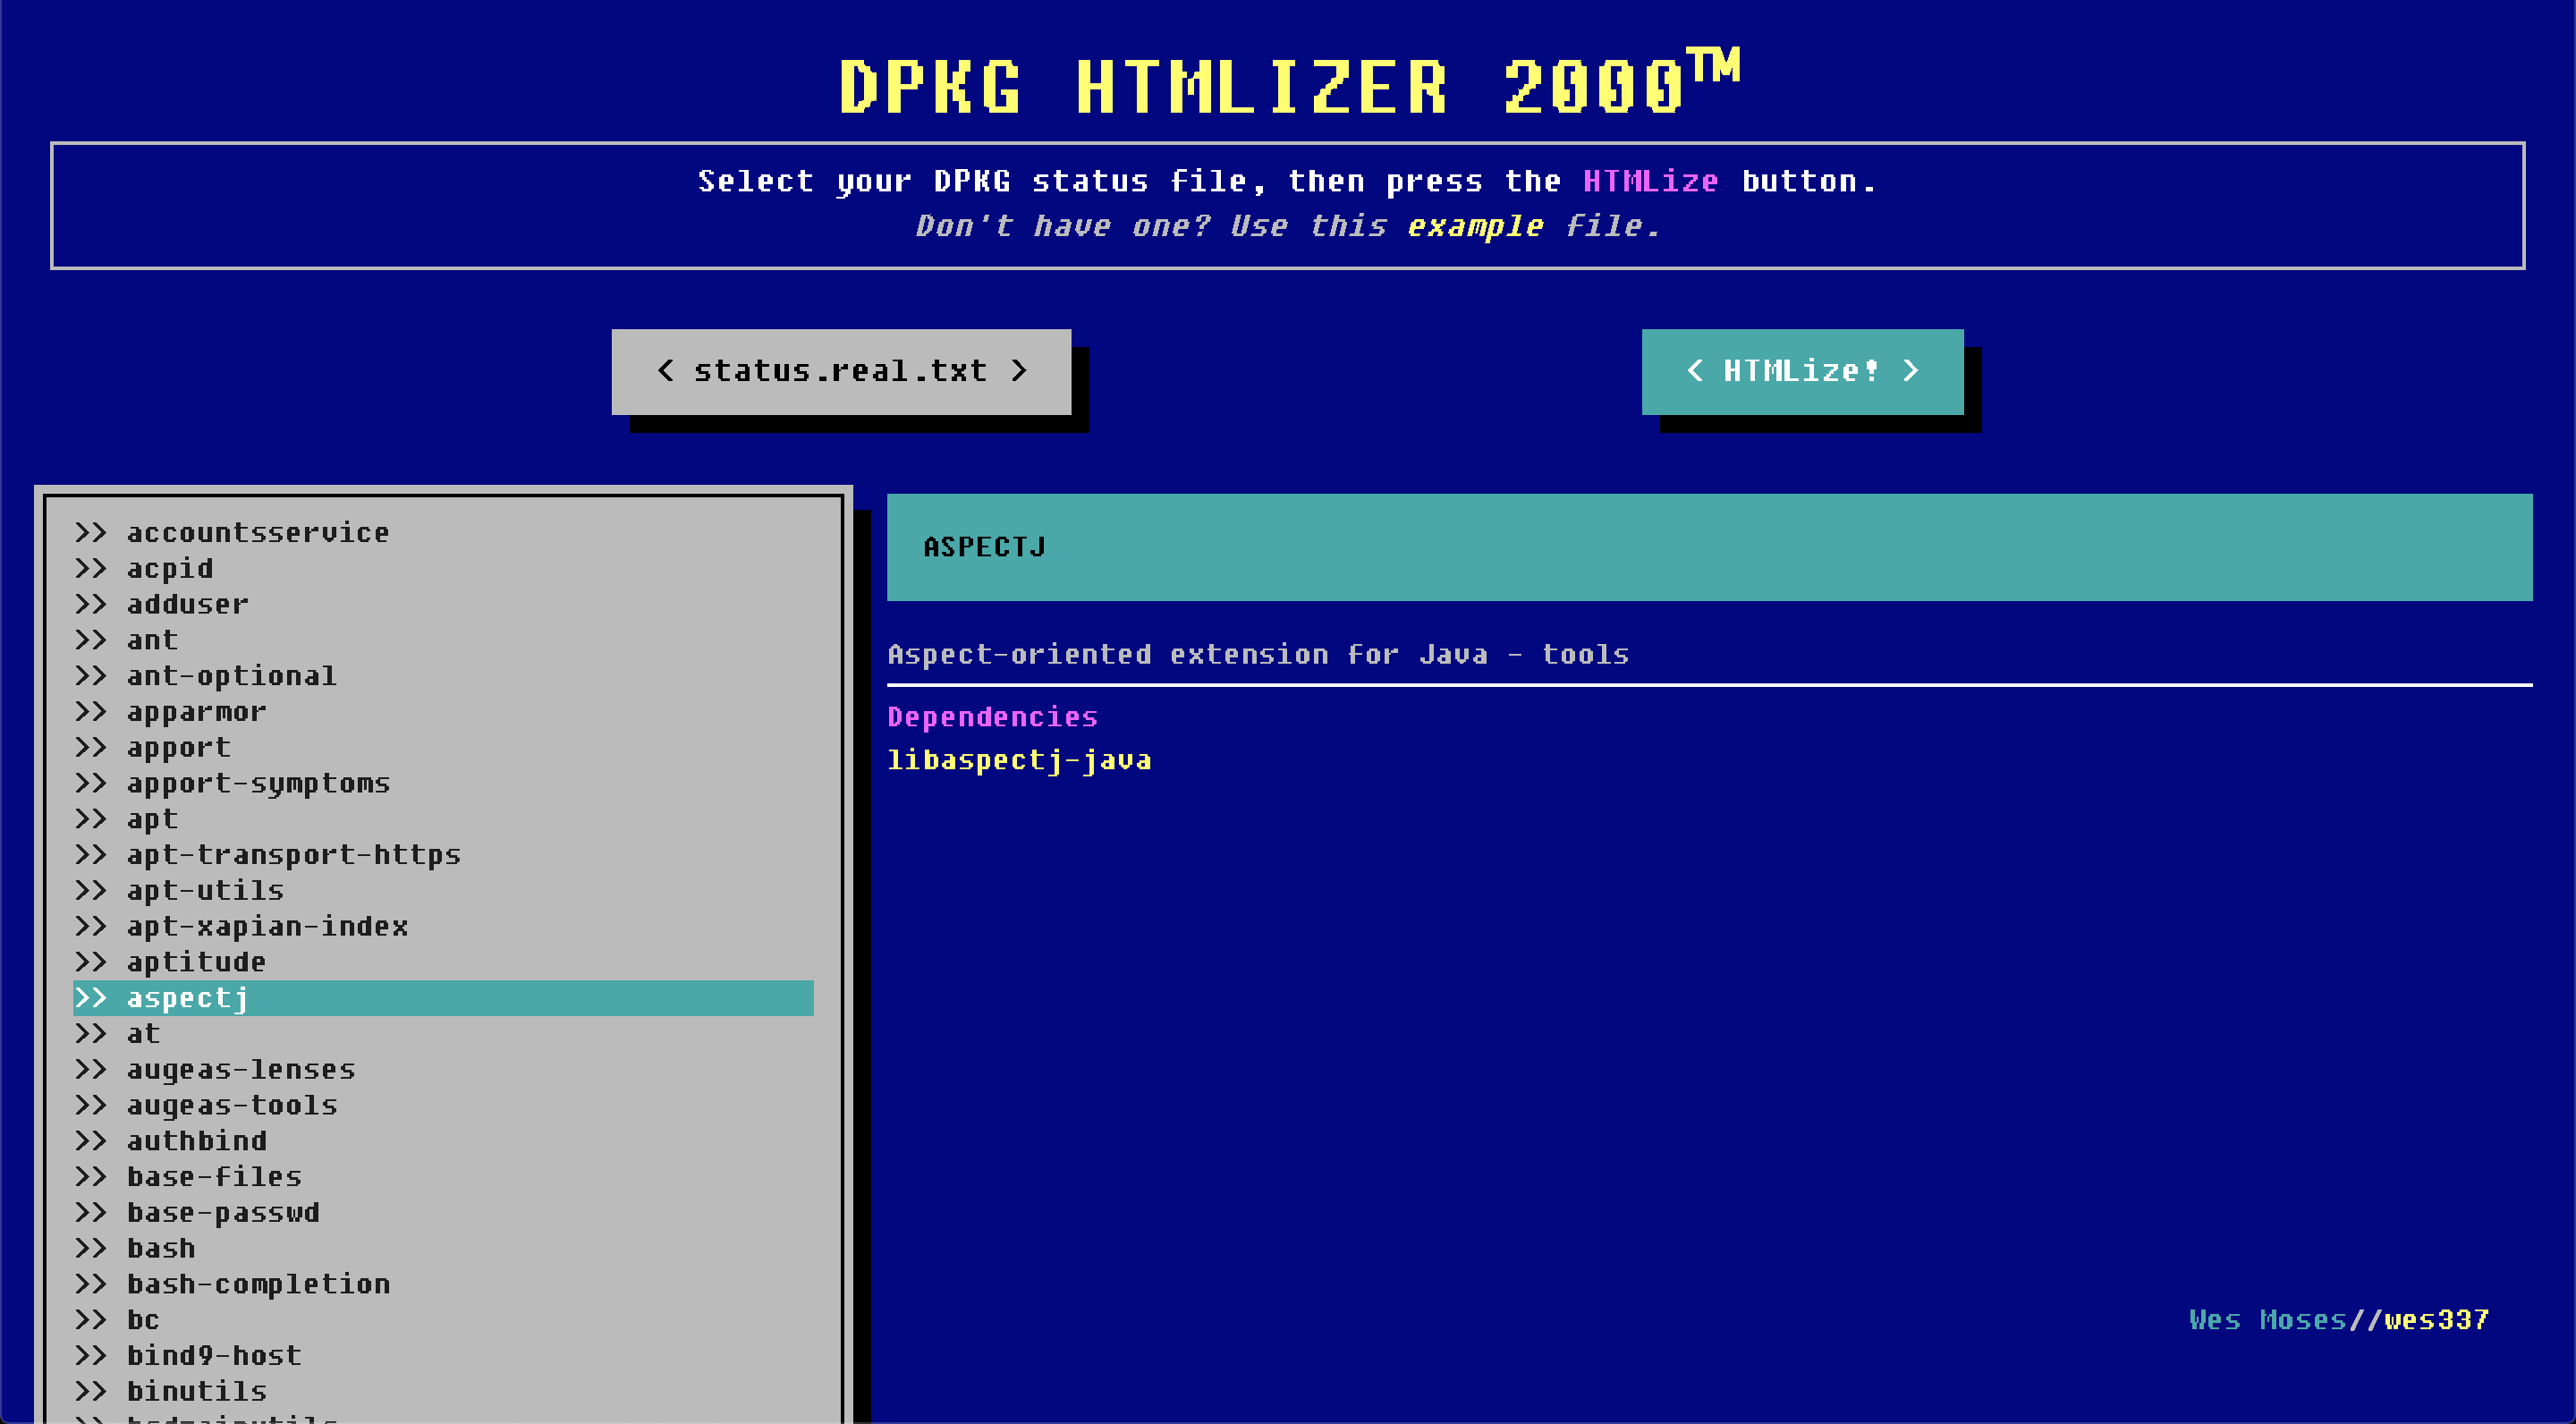 DPKG HTMLIZER 2000™
Select your DPKG status file, then press the HTMLize button.
Don't have one? Use this example file.
< status.real.txt >
< HTMLize! >
>> accountsservice
>> acpid
>> adduser
>> ant
>> ant-optional
>> apparmor
>> apport
>> apport-symptoms
>> apt
>> apt-transport-https
>> apt-utils
>> apt-xapian-index
>> aptitude
>> aspectj
>> at
>> augeas-lenses
>> augeas-tools
>> authbind
>> base-files
>> base-passwd
>> bash
>> bash-completion
>> bc
>> bind9-host
>> binutils
ASPECTJ
Aspect-oriented extension for Java - tools
Dependencies
libaspectj-java
Wes Moses//wes337